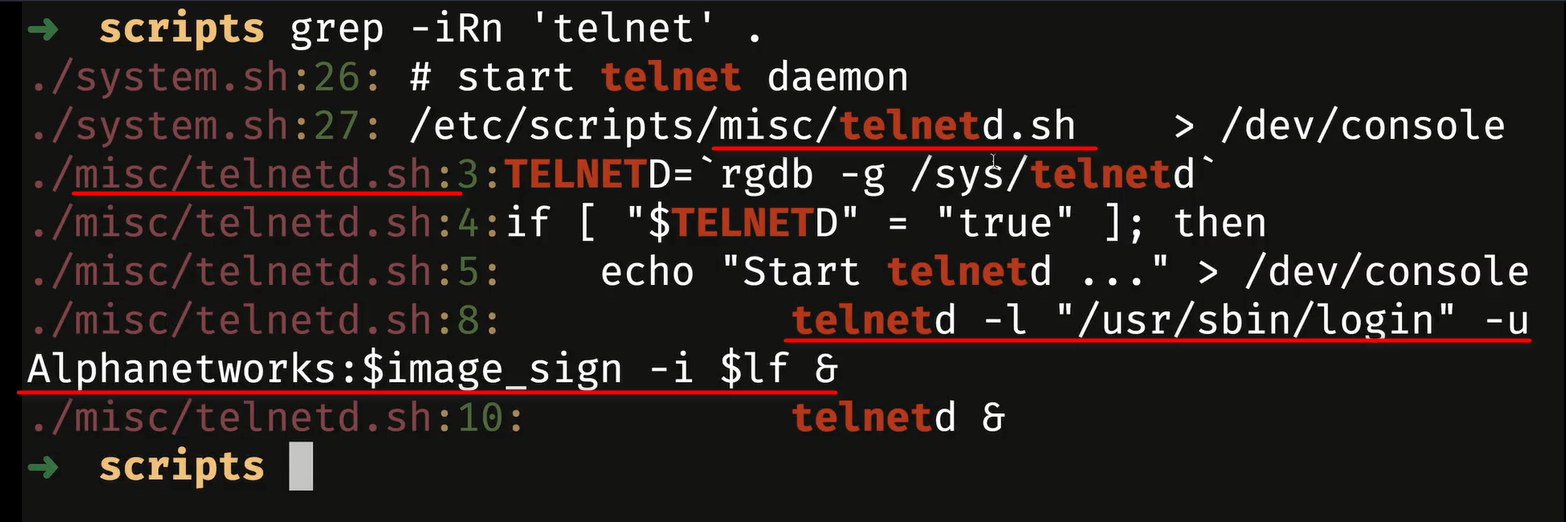 ➜ scripts grep -iRn 'telnet' .
./system.sh:26: # start telnet daemon
./system.sh:27: /etc/scripts/misc/telnetd.sh > /dev/console
./misc/telnetd.sh:3:TELNETD=`rgdb -g /sys/telnetd`
./misc/telnetd.sh:4:if [ "$TELNETD" = "true" ]; then
./misc/telnetd.sh:5: echo "Start telnetd ..." > /dev/console
./misc/telnetd.sh:8: telnetd -l "/usr/sbin/login" -u
Alphanetworks:$image_sign -i $lf &
./misc/telnetd.sh:10: telnetd &
➜ scripts